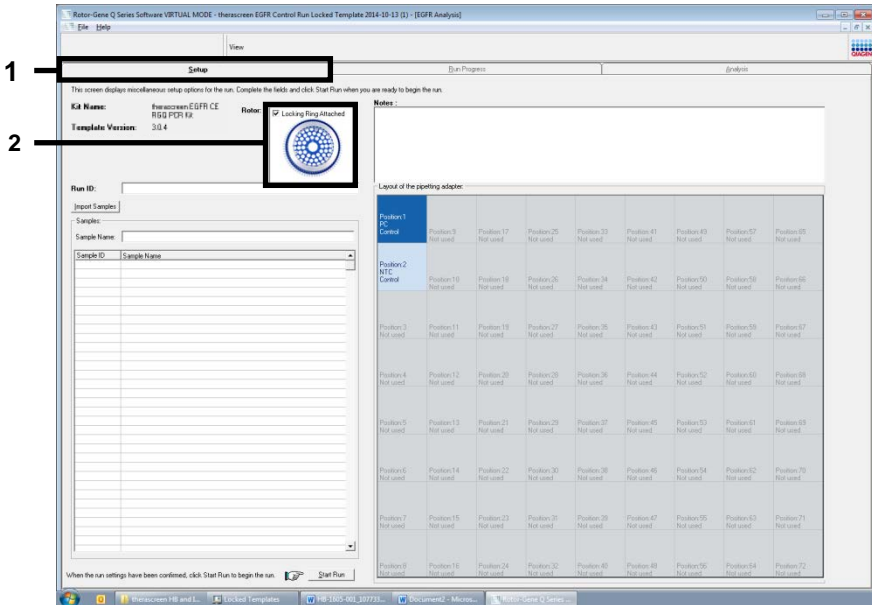 Rotor-Gene Q Series Software VIRTUAL MODE - therascreen EGFR Control Run Locked Template 2014-10-13 (1) - [EGFR Analysis]
File Help
View
QIAGEN
1
Setup
Run Progress
Analysis
This screen displays miscellaneous setup options for the run. Complete the fields and click Start Run when you are ready to begin the run.
Kit Name: therascreen EGFR CE
RGQ PCR Kit
Rotor:
Locking Ring Attached
Notes :
Template Version: 3.0.4
2
Run ID:
Layout of the pipetting adapter:
Import Samples
Samples:
Sample Name:
Sample ID Sample Name
Position:1
PC
Control
Position:9 Position:17 Position:25 Position:33 Position:41 Position:49 Position:57 Position:65
Not used Not used Not used Not used Not used Not used Not used Not used
Position:2
NTC
Control
Position:10 Position:18 Position:26 Position:34 Position:42 Position:50 Position:58 Position:66
Not used Not used Not used Not used Not used Not used Not used Not used
Position:3 Position:11 Position:19 Position:27 Position:35 Position:43 Position:51 Position:59 Position:67
Not used Not used Not used Not used Not used Not used Not used Not used Not used
Position:4 Position:12 Position:20 Position:28 Position:36 Position:44 Position:52 Position:60 Position:68
Not used Not used Not used Not used Not used Not used Not used Not used Not used
Position:5 Position:13 Position:21 Position:29 Position:37 Position:45 Position:53 Position:61 Position:69
Not used Not used Not used Not used Not used Not used Not used Not used Not used
Position:6 Position:14 Position:22 Position:30 Position:38 Position:46 Position:54 Position:62 Position:70
Not used Not used Not used Not used Not used Not used Not used Not used Not used
Position:7 Position:15 Position:23 Position:31 Position:39 Position:47 Position:55 Position:63 Position:71
Not used Not used Not used Not used Not used Not used Not used Not used Not used
Position:8 Position:16 Position:24 Position:32 Position:40 Position:48 Position:56 Position:64 Position:72
Not used Not used Not used Not used Not used Not used Not used Not used Not used
When the run settings have been confirmed, click Start Run to begin the run.
Start Run
therascreen HB and L... Locked Templates HB-1805-001_107733... Document2 - Micros... Rotor-Gene Q Series ...